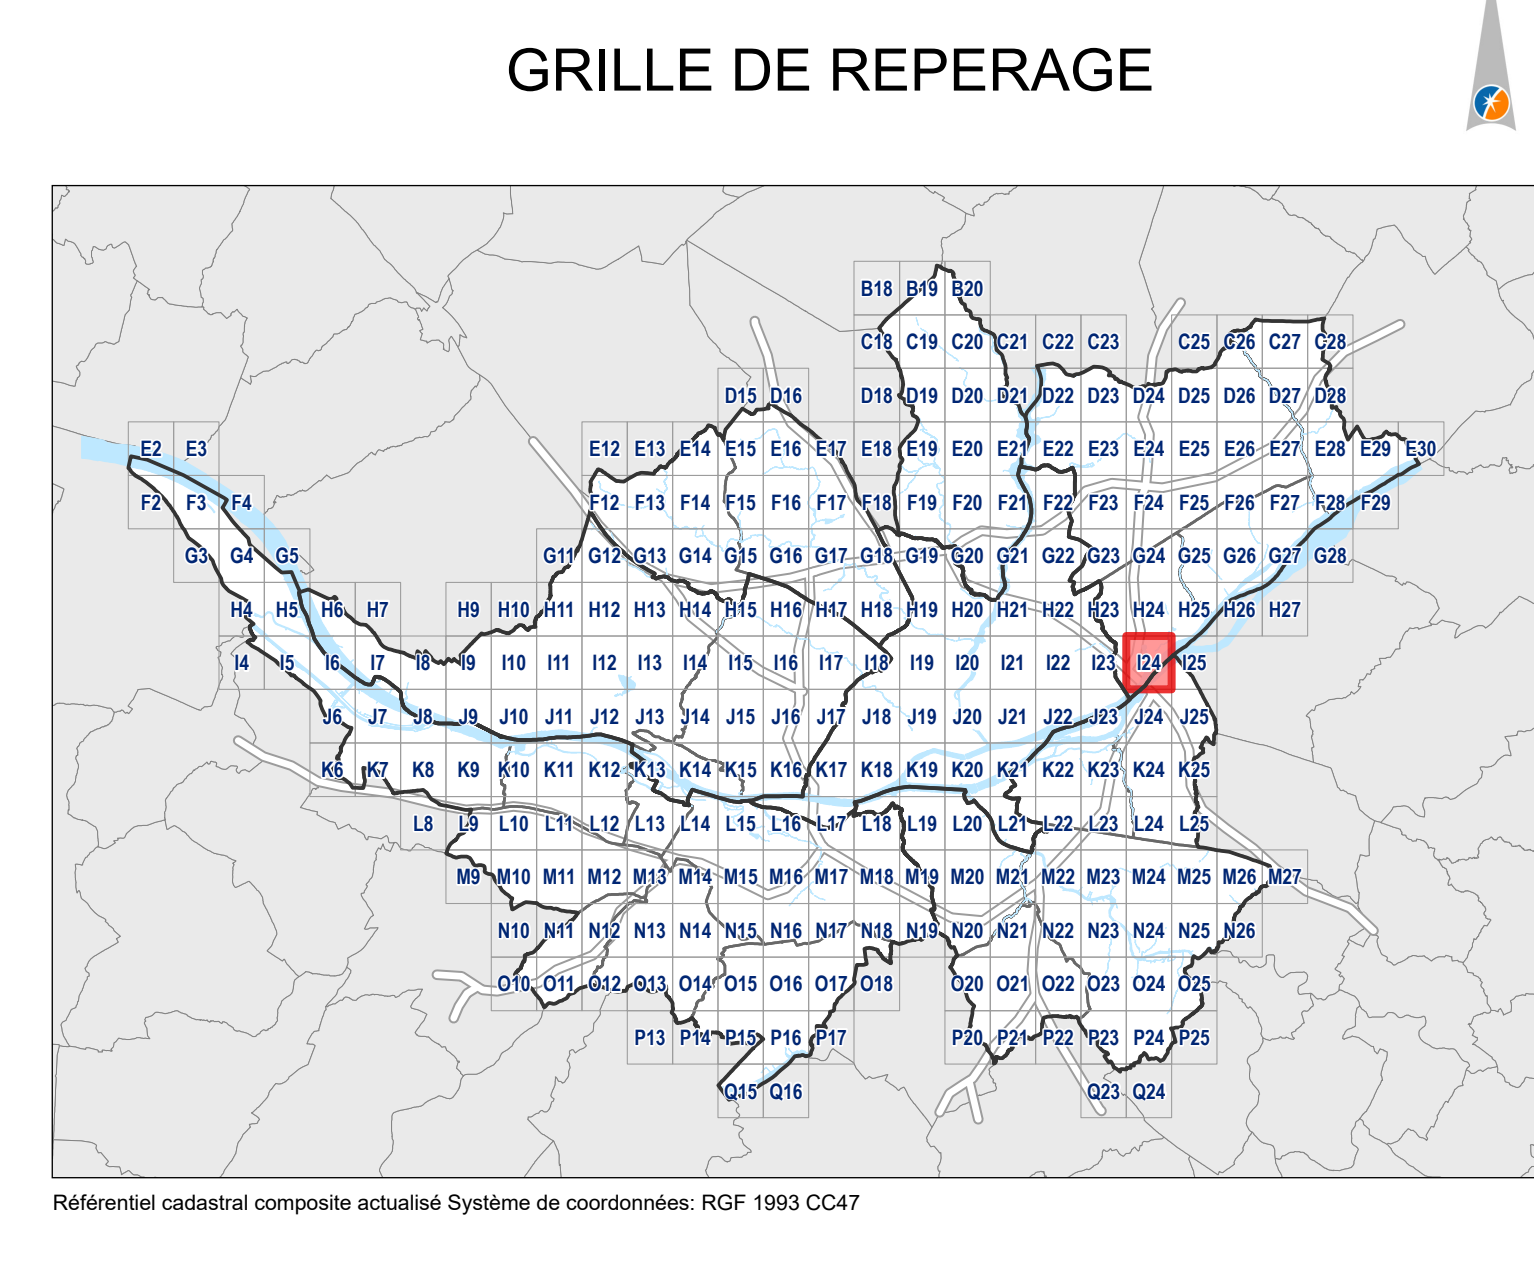 GRILLE DE REPERAGE
B18 B19 B20
C18 C19 C20 C21 C22 C23 C25 C26 C27 C28
D15 D16 D18 D19 D20 D21 D22 D23 D24 D25 D26 D27 D28
E2 E3 E12 E13 E14 E15 E16 E17 E18 E19 E20 E21 E22 E23 E24 E25 E26 E27 E28 E29 E30
F2 F3 F4 F12 F13 F14 F15 F16 F17 F18 F19 F20 F21 F22 F23 F24 F25 F26 F27 F28 F29
G3 G4 G5 G11 G12 G13 G14 G15 G16 G17 G18 G19 G20 G21 G22 G23 G24 G25 G26 G27 G28
H4 H5 H6 H7 H9 H10 H11 H12 H13 H14 H15 H16 H17 H18 H19 H20 H21 H22 H23 H24 H25 H26 H27
I4 I5 I6 I7 I8 I9 I10 I11 I12 I13 I14 I15 I16 I17 I18 I19 I20 I21 I22 I23 I24 I25
J6 J7 J8 J9 J10 J11 J12 J13 J14 J15 J16 J17 J18 J19 J20 J21 J22 J23 J24 J25
K6 K7 K8 K9 K10 K11 K12 K13 K14 K15 K16 K17 K18 K19 K20 K21 K22 K23 K24 K25
L8 L9 L10 L11 L12 L13 L14 L15 L16 L17 L18 L19 L20 L21 L22 L23 L24 L25
M9 M10 M11 M12 M13 M14 M15 M16 M17 M18 M19 M20 M21 M22 M23 M24 M25 M26 M27
N10 N11 N12 N13 N14 N15 N16 N17 N18 N19 N20 N21 N22 N23 N24 N25 N26
O10 O11 O12 O13 O14 O15 O16 O17 O18 O20 O21 O22 O23 O24 O25
P13 P14 P15 P16 P17 P20 P21 P22 P23 P24 P25
Q15 Q16 Q23 Q24
Référentiel cadastral composite actualisé Système de coordonnées: RGF 1993 CC47